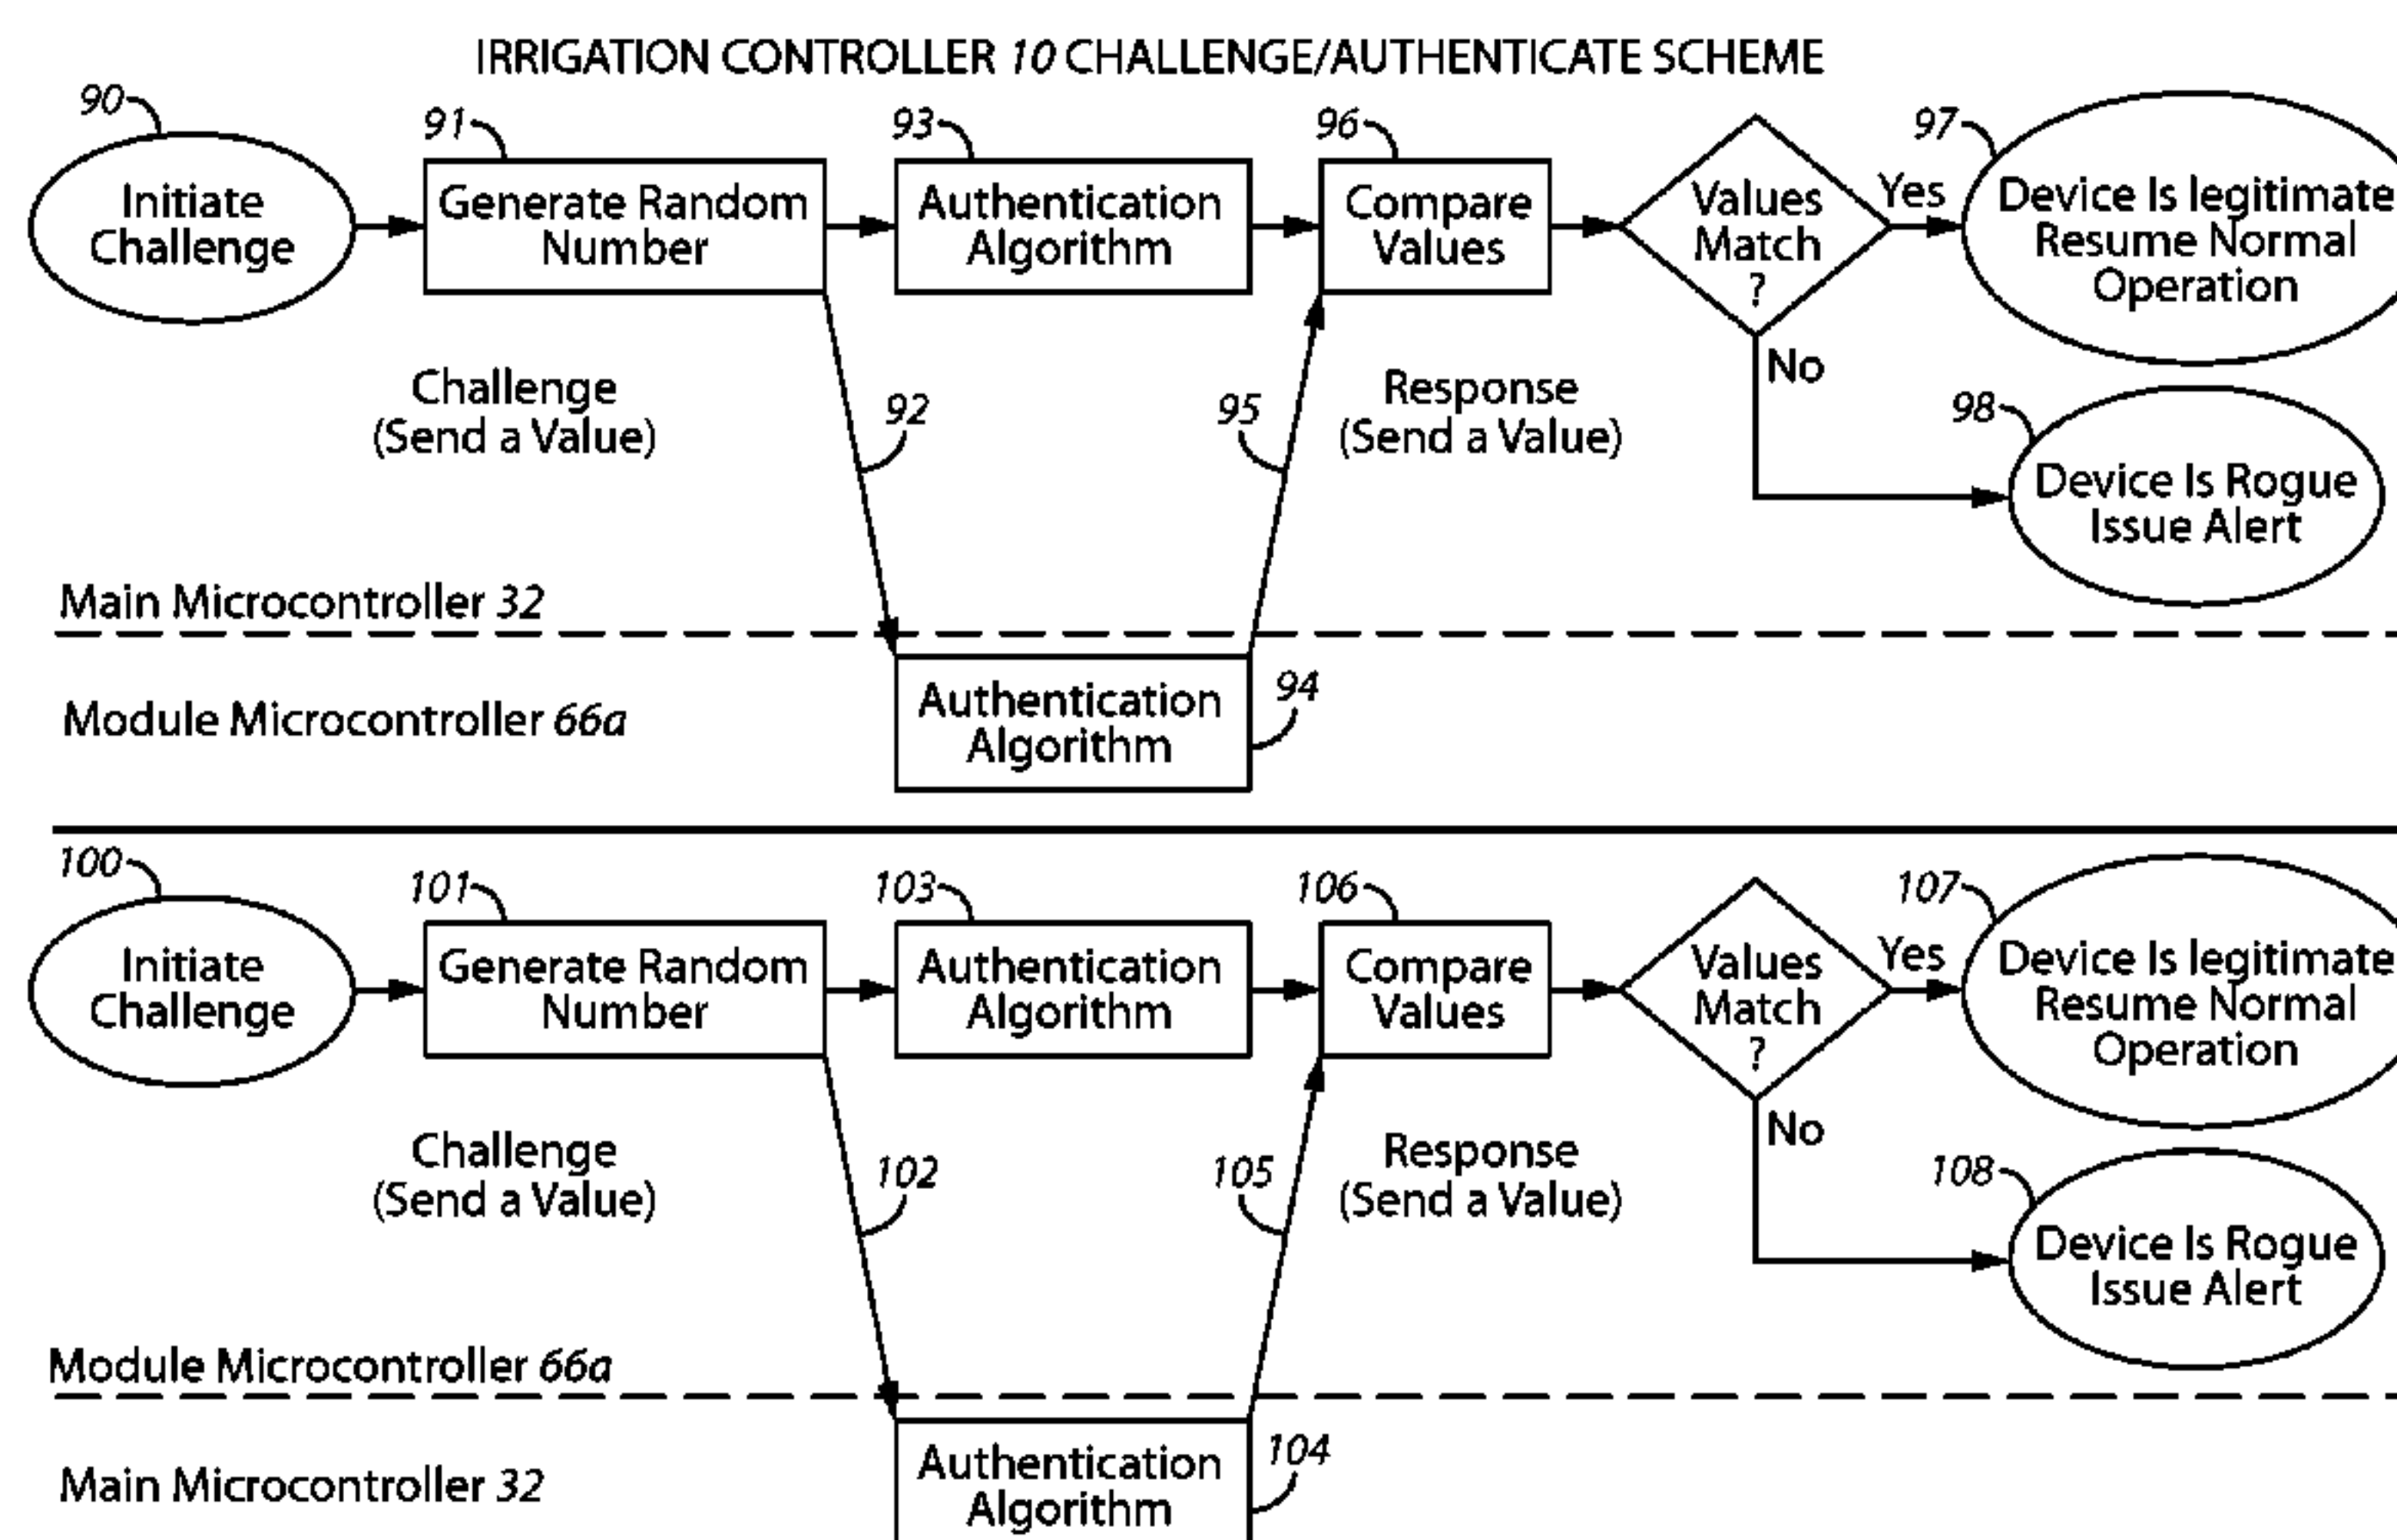 IRRIGATION CONTROLLER 10 CHALLENGE/AUTHENTICATE SCHEME
90
91
93
96
97
Initiate
Challenge
Generate Random
Number
Authentication
Algorithm
Compare
Values
Values
Match
?
Yes
Device Is legitimate
Resume Normal
Operation
No
Challenge
(Send a Value)
92
95
Response
(Send a Value)
98
Device Is Rogue
Issue Alert
Main Microcontroller 32
Module Microcontroller 66a
Authentication
Algorithm
94
100
101
103
106
107
Initiate
Challenge
Generate Random
Number
Authentication
Algorithm
Compare
Values
Values
Match
?
Yes
Device Is legitimate
Resume Normal
Operation
No
Challenge
(Send a Value)
102
105
Response
(Send a Value)
108
Device Is Rogue
Issue Alert
Module Microcontroller 66a
Main Microcontroller 32
Authentication
Algorithm
104